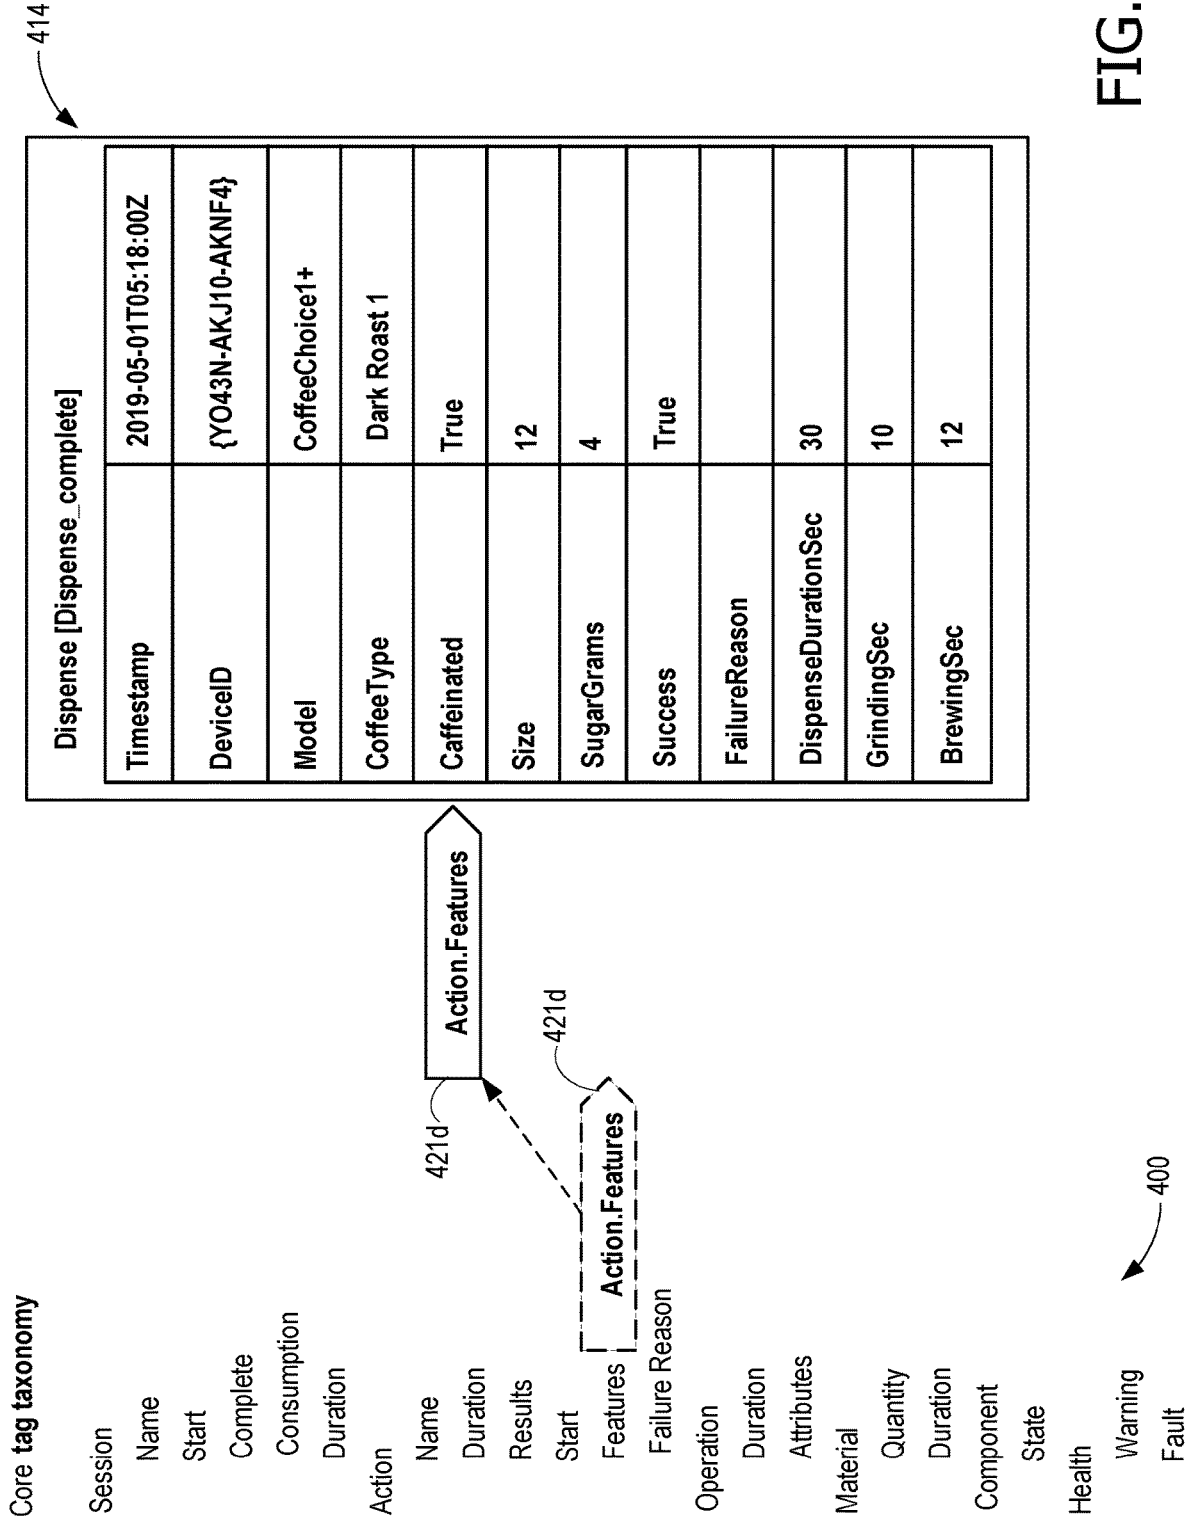 Core tag taxonomy
Session
Name
Start
Complete
Consumption
Duration
Action
Name
Duration
Results
Start
Features
Failure Reason
Operation
Duration
Attributes
Material
Quantity
Duration
Component
State
Health
Warning
Fault
400
Action.Features
421d
Action.Features
421d
414
Dispense [Dispense_complete]
Timestamp 2019-05-01T05:18:00Z
DeviceID {YO43N-AKJ10-AKNF4}
Model CoffeeChoice1+
CoffeeType Dark Roast 1
Caffeinated True
Size 12
SugarGrams 4
Success True
FailureReason
DispenseDurationSec 30
GrindingSec 10
BrewingSec 12
FIG.